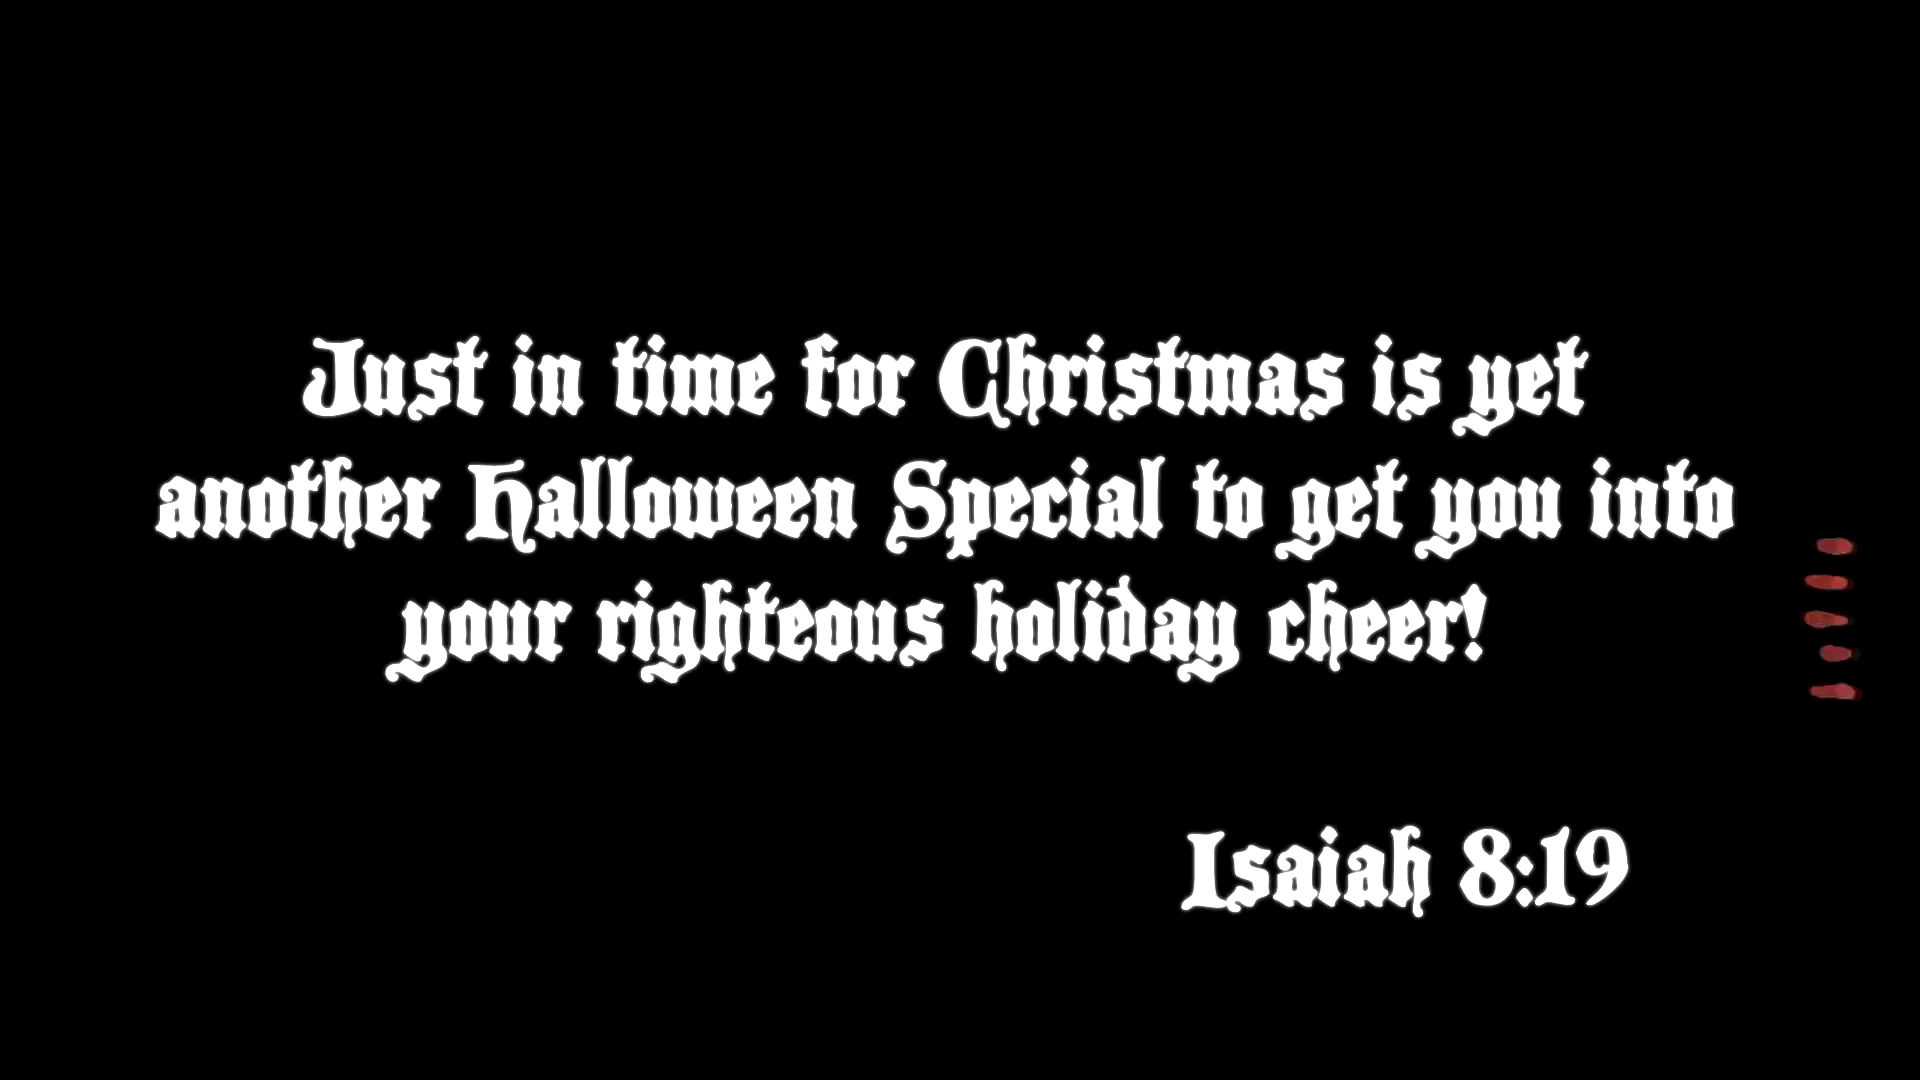 Just in time for Christmas is yet
another Halloween Special to get you into
your righteous holiday cheer!
Isaiah 8:19